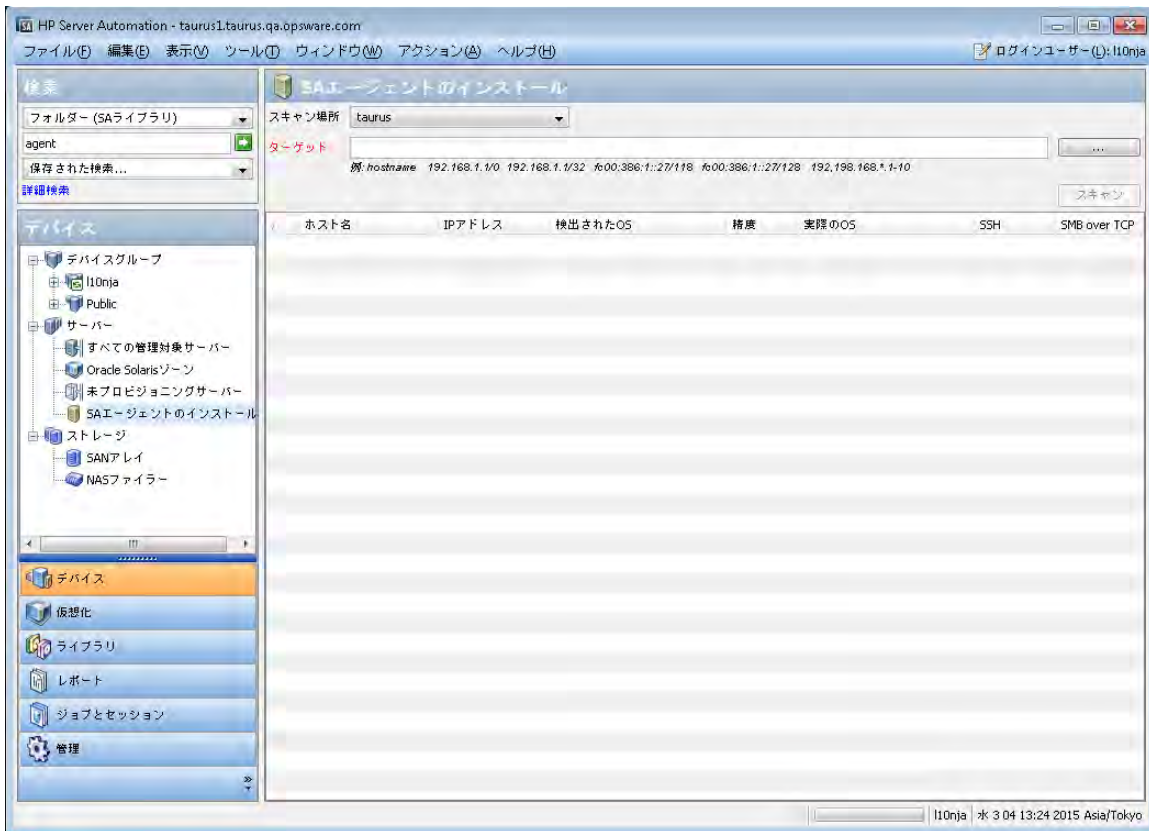 HP Server Automation - taurus1.taurus.qa.opsware.com
ファイル(F) 編集(E) 表示(V) ツール(T) ウィンドウ(W) アクション(A) ヘルプ(H)
ログインユーザー(L): l10nja
検索
フォルダー (SAライブラリ)
agent
保存された検索...
詳細検索
デバイス
デバイスグループ
l10nja
Public
サーバー
すべての管理対象サーバー
Oracle Solarisゾーン
未プロビジョニングサーバー
SAエージェントのインストール
ストレージ
SANアレイ
NASファイラー
デバイス
仮想化
ライブラリ
レポート
ジョブとセッション
管理
SAエージェントのインストール
スキャン場所 taurus
ターゲット ...
例: hostname 192.168.1.1/0 192.168.1.1/32 fc00:386:1::27/118 fc00:386:1::27/128 192,198.168.*.1-10
スキャン
ホスト名 IPアドレス 検出されたOS 精度 実際のOS SSH SMB over TCP
l10nja 水 3 04 13:24 2015 Asia/Tokyo